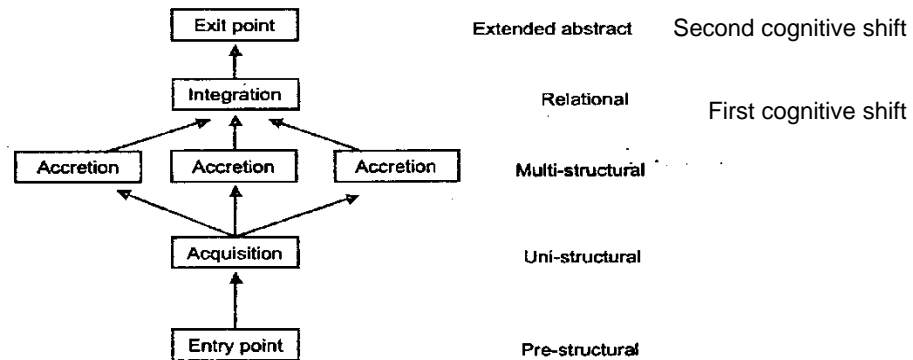 Exit point Extended abstract Second cognitive shift
Integration Relational
First cognitive shift
Accretion Accretion Accretion Multi-structural
Acquisition Uni-structural
Entry point Pre-structural